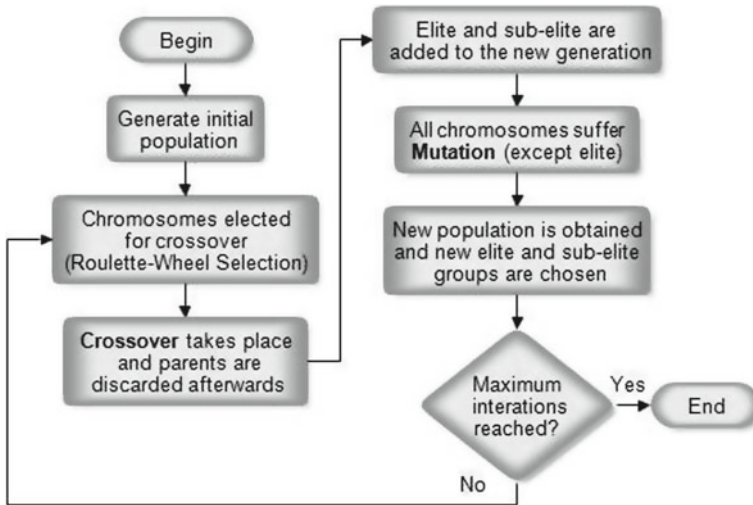 Begin
Generate initial
population
Chromosomes elected
for crossover
(Roulette-Wheel Selection)
Crossover takes place
and parents are
discarded afterwards
Elite and sub-elite are
added to the new generation
All chromosomes suffer
Mutation (except elite)
New population is obtained
and new elite and sub-elite
groups are chosen
Maximum
interations
reached?
Yes
End
No